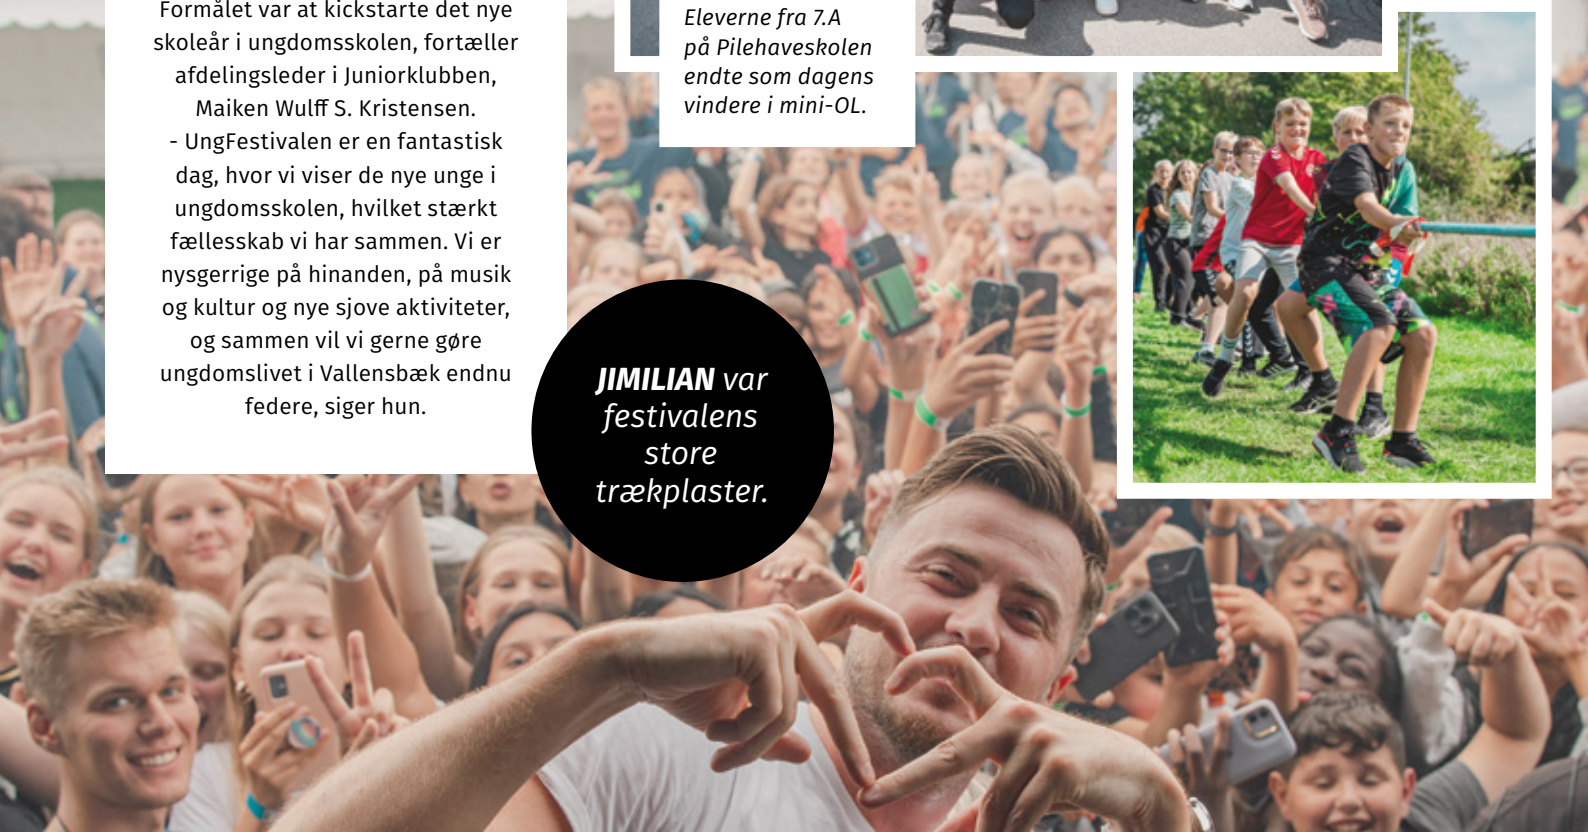 Formålet var at kickstarte det nye
skoleår i ungdomsskolen, fortæller
afdelingsleder i Juniorklubben,
Maiken Wulff S. Kristensen.
- UngFestivalen er en fantastisk
dag, hvor vi viser de nye unge i
ungdomsskolen, hvilket stærkt
fællesskab vi har sammen. Vi er
nysgerrige på hinanden, på musik
og kultur og nye sjove aktiviteter,
og sammen vil vi gerne gøre
ungdomslivet i Vallensbæk endnu
federe, siger hun.
Eleverne fra 7.A
på Pilehaveskolen
endte som dagens
vindere i mini-OL.
JIMILIAN var
festivalens
store
trækplaster.